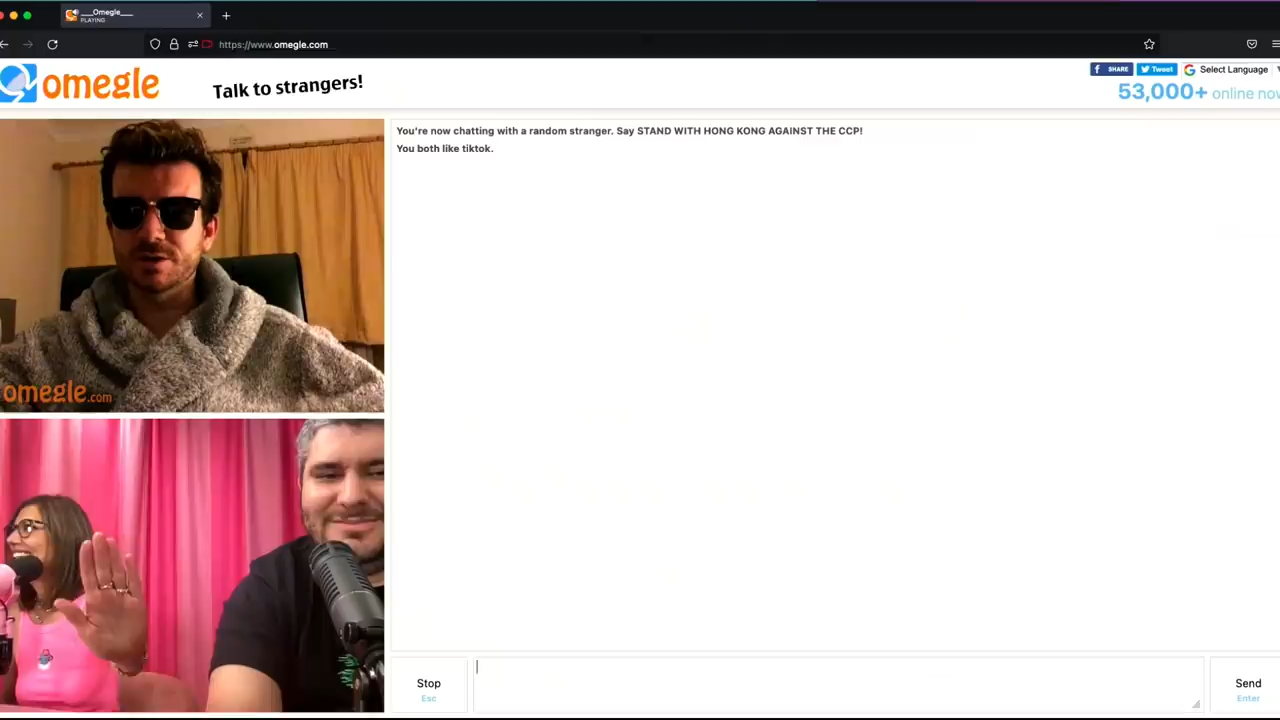 ___Omegle___
PLAYING
https://www.omegle.com
omegle
Talk to strangers!
SHARE
Tweet
Select Language
53,000+ online now
You're now chatting with a random stranger. Say STAND WITH HONG KONG AGAINST THE CCP!
You both like tiktok.
omegle.com
Stop
Esc
Send
Enter